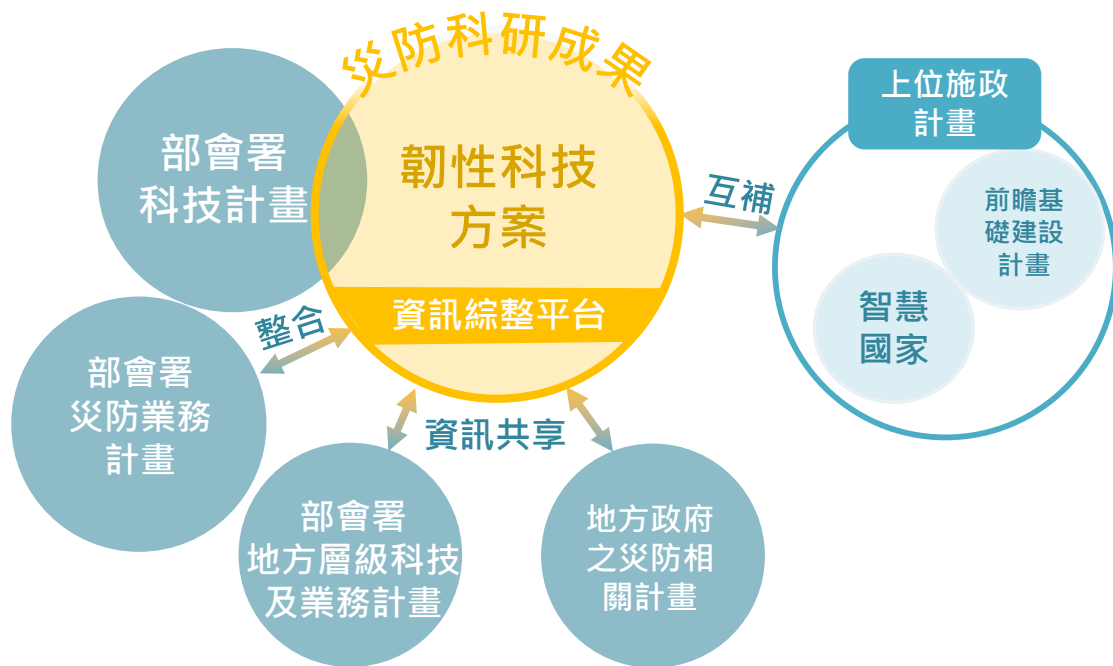 災防科研成果
部會署
科技計畫
韌性科技
方案
資訊綜整平台
上位施政
計畫
互補
前瞻基
礎建設
計畫
智慧
國家
整合
部會署
災防業務
計畫
資訊共享
部會署
地方層級科技
及業務計畫
地方政府
之災防相
關計畫